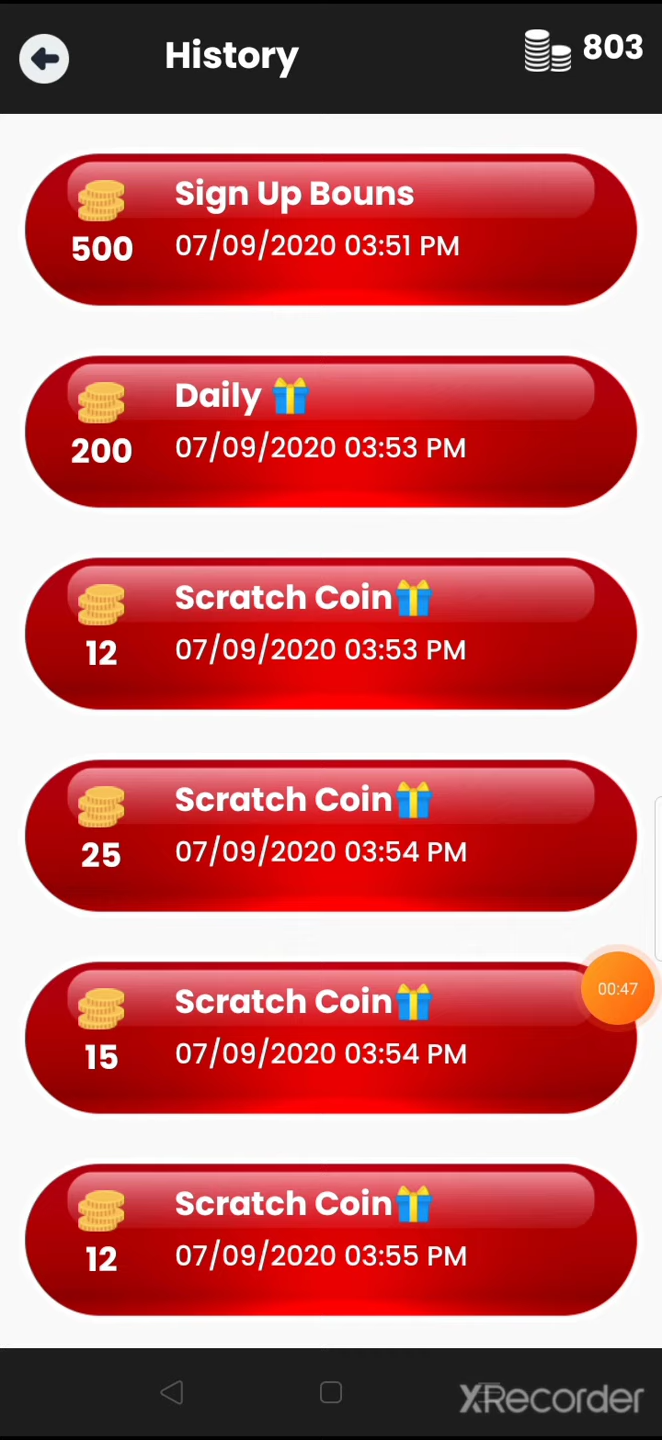 History
803
Sign Up Bouns
500
07/09/2020 03:51 PM
Daily
200
07/09/2020 03:53 PM
Scratch Coin
12
07/09/2020 03:53 PM
Scratch Coin
25
07/09/2020 03:54 PM
Scratch Coin
15
07/09/2020 03:54 PM
00:47
Scratch Coin
12
07/09/2020 03:55 PM
XRecorder